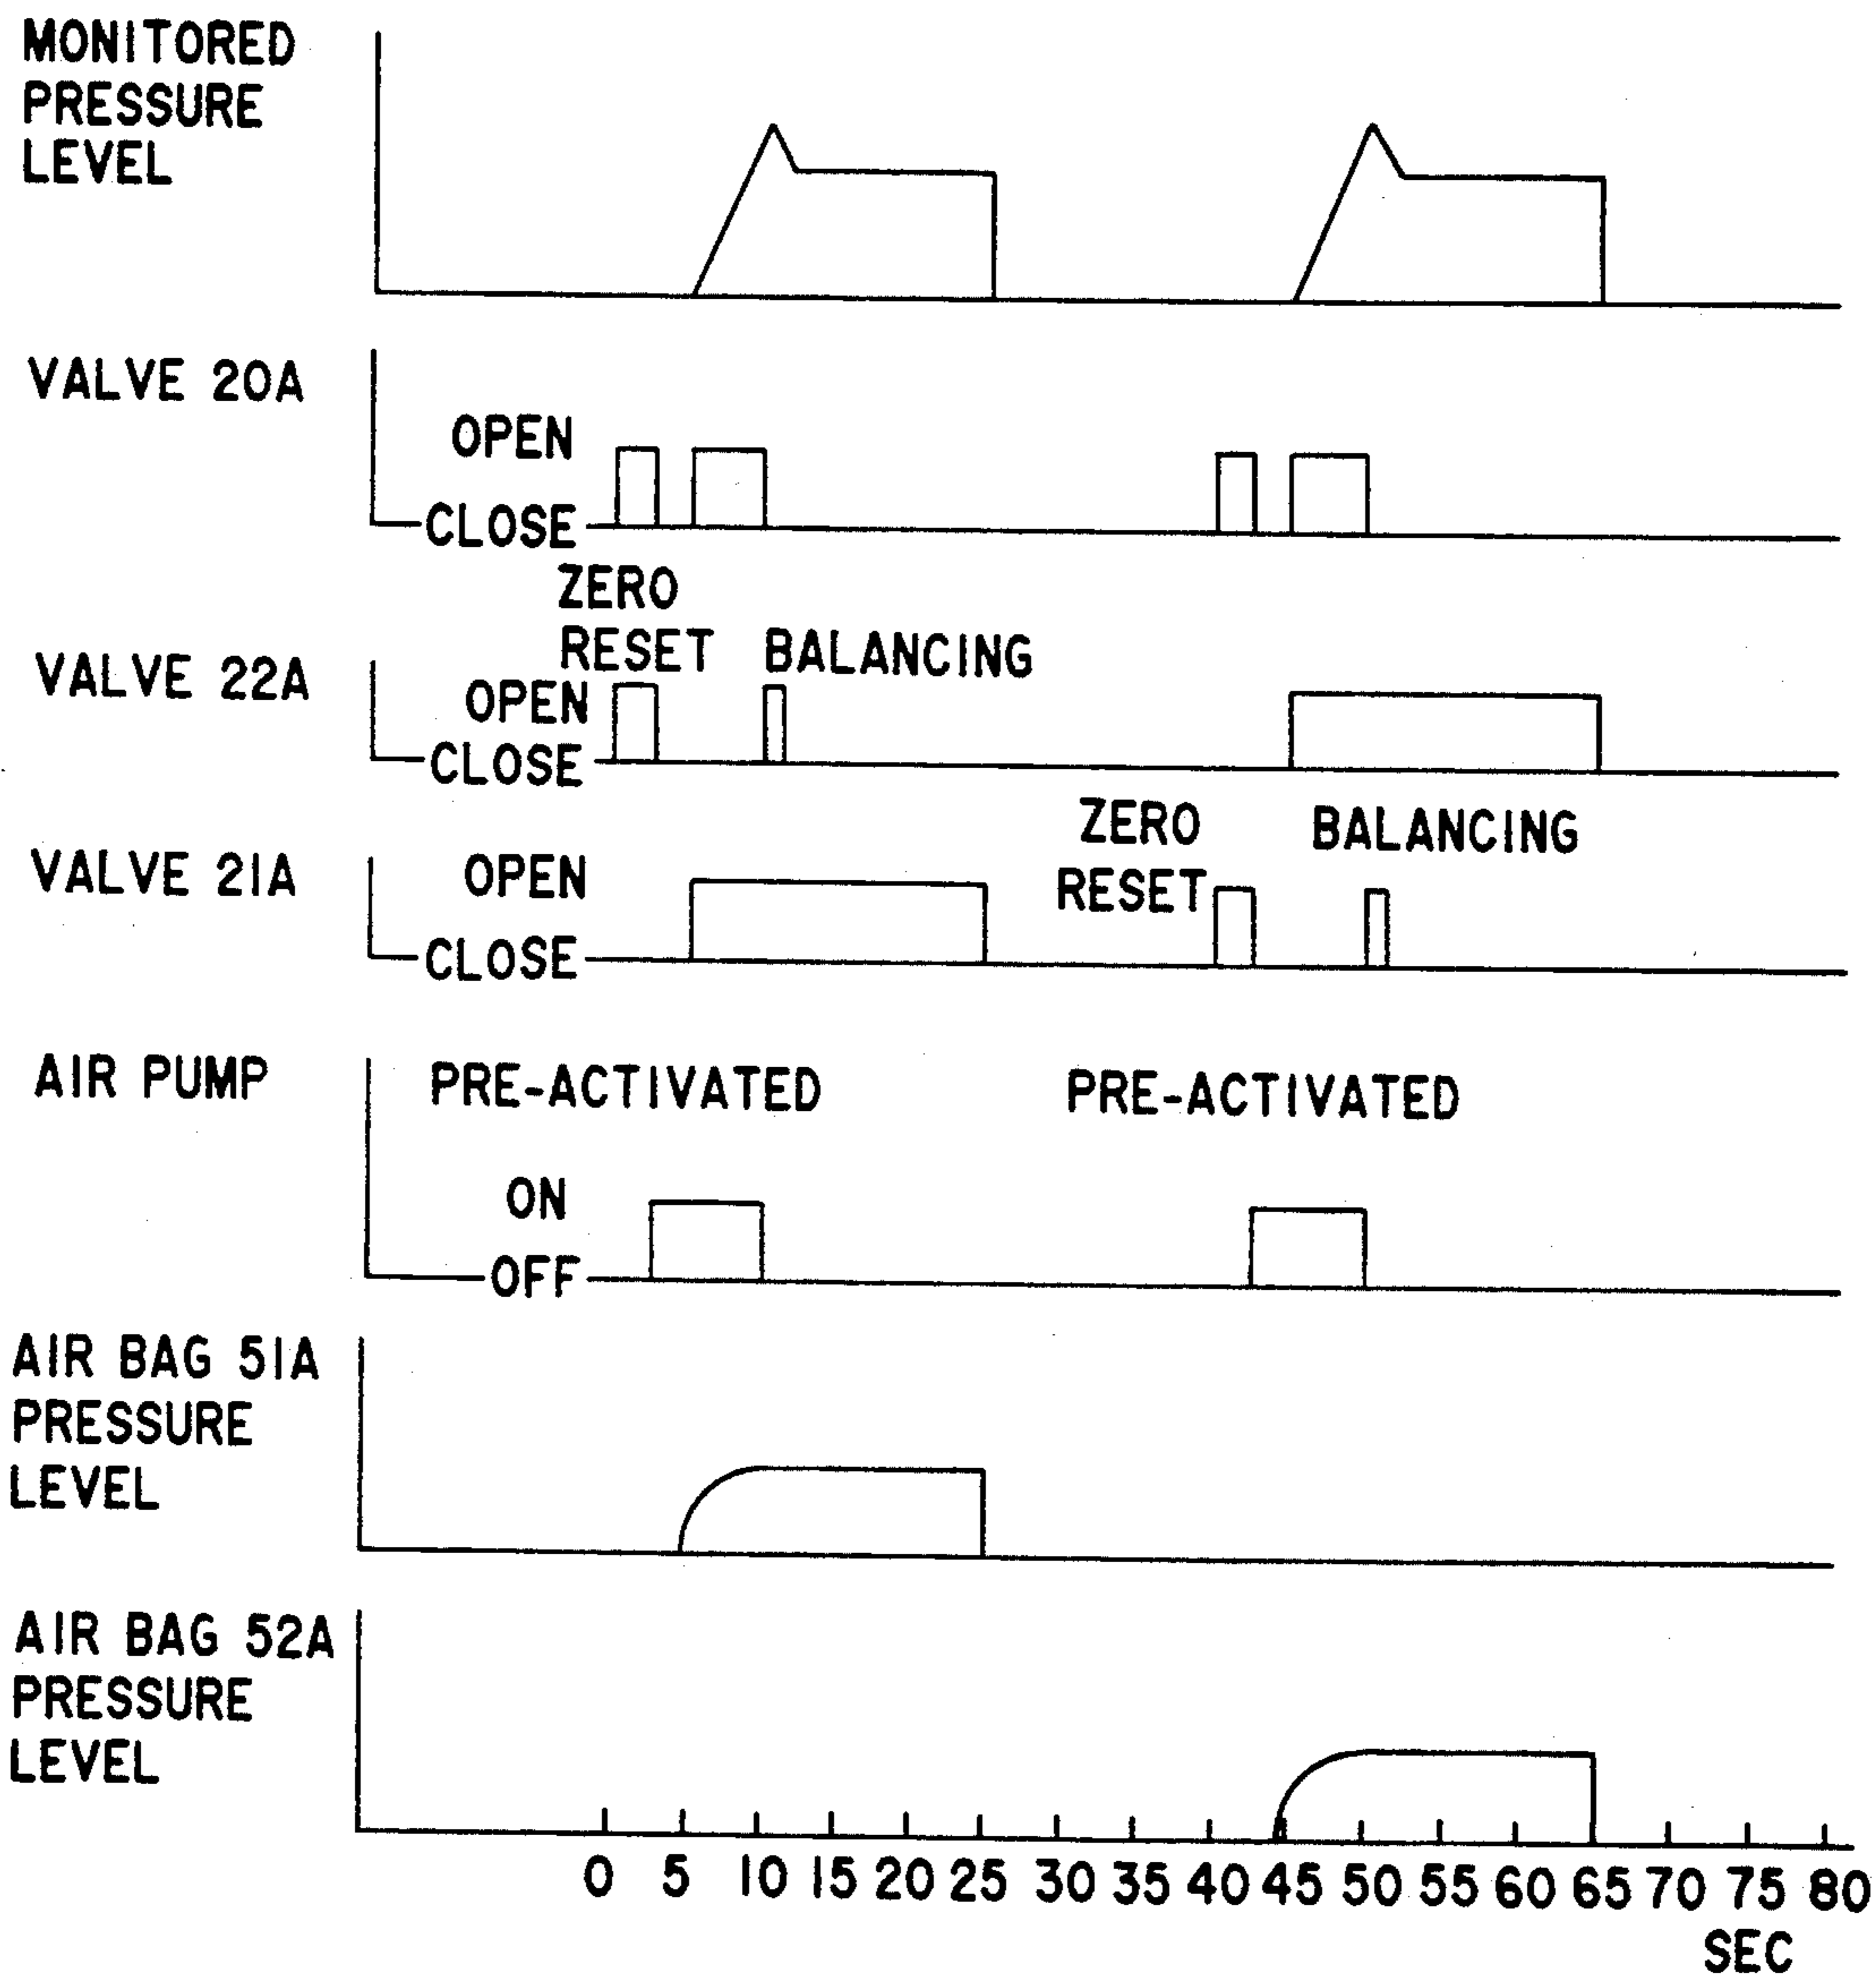 MONITORED
PRESSURE
LEVEL
VALVE 20A
OPEN
CLOSE
ZERO
RESET
BALANCING
VALVE 22A
OPEN
CLOSE
ZERO
RESET
BALANCING
VALVE 21A
OPEN
CLOSE
AIR PUMP
PRE-ACTIVATED
PRE-ACTIVATED
ON
OFF
AIR BAG 51A
PRESSURE
LEVEL
AIR BAG 52A
PRESSURE
LEVEL
0 5 10 15 20 25 30 35 40 45 50 55 60 65 70 75 80
SEC